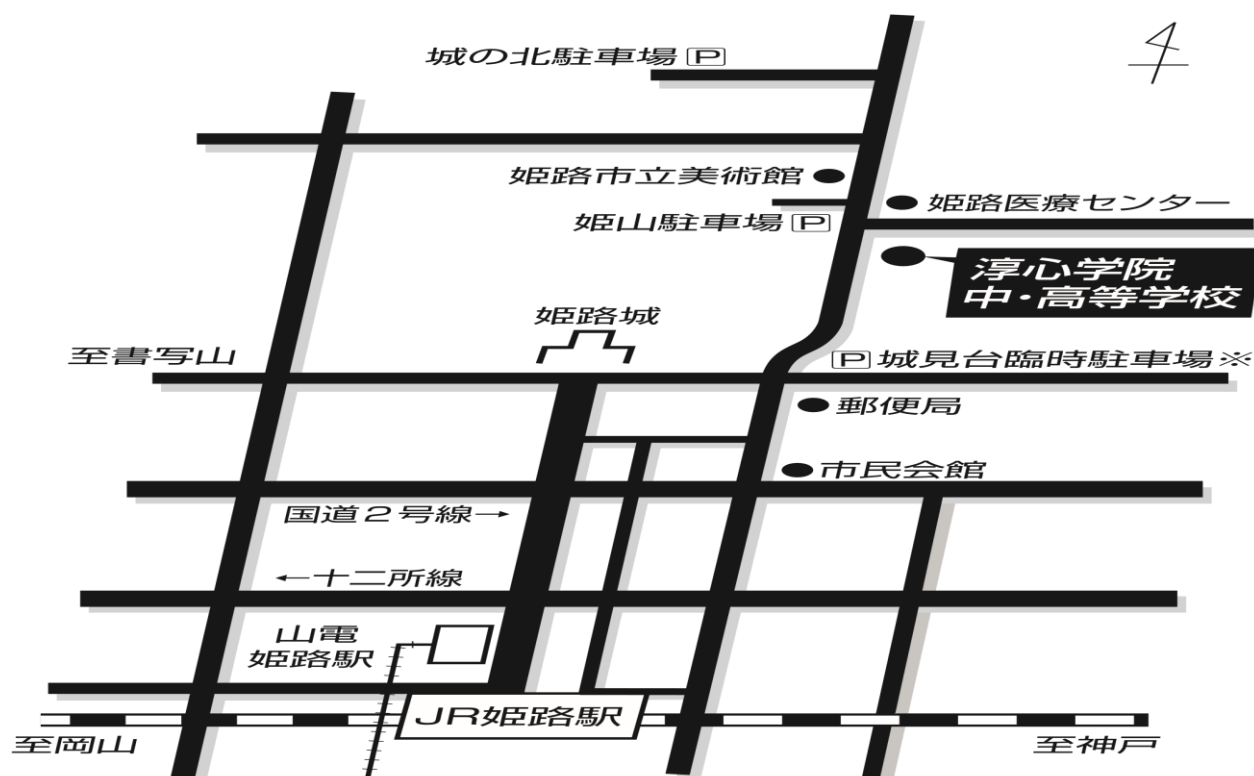 城の北駐車場 P
姫路市立美術館
姫路医療センター
姫山駐車場 P
淳心学院
中・高等学校
姫路城
至書写山
P 城見台臨時駐車場※
郵便局
市民会館
国道2号線→
←十二所線
山電
姫路駅
JR姫路駅
至岡山
至神戸